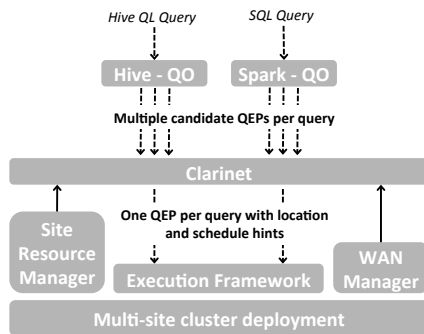 Hive QL Query
SQL Query
Hive - QO
Spark - QO
Multiple candidate QEPs per query
Clarinet
One QEP per query with location
and schedule hints
Site
Resource
Manager
WAN
Manager
Execution Framework
Multi-site cluster deployment